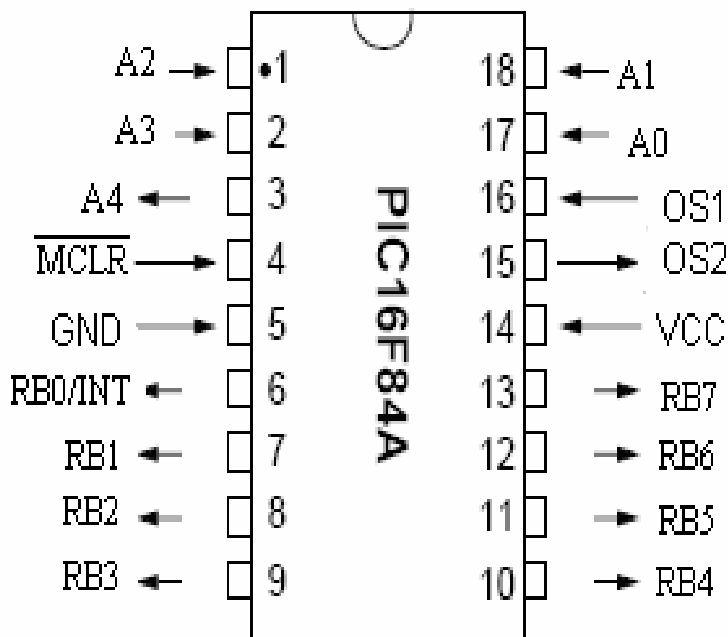 A2 1 18 A1
A3 2 17 A0
A4 3 16 OS1
MCLR 4 15 OS2
GND 5 14 VCC
RB0/INT 6 13 RB7
RB1 7 12 RB6
RB2 8 11 RB5
RB3 9 10 RB4
PIC16F84A